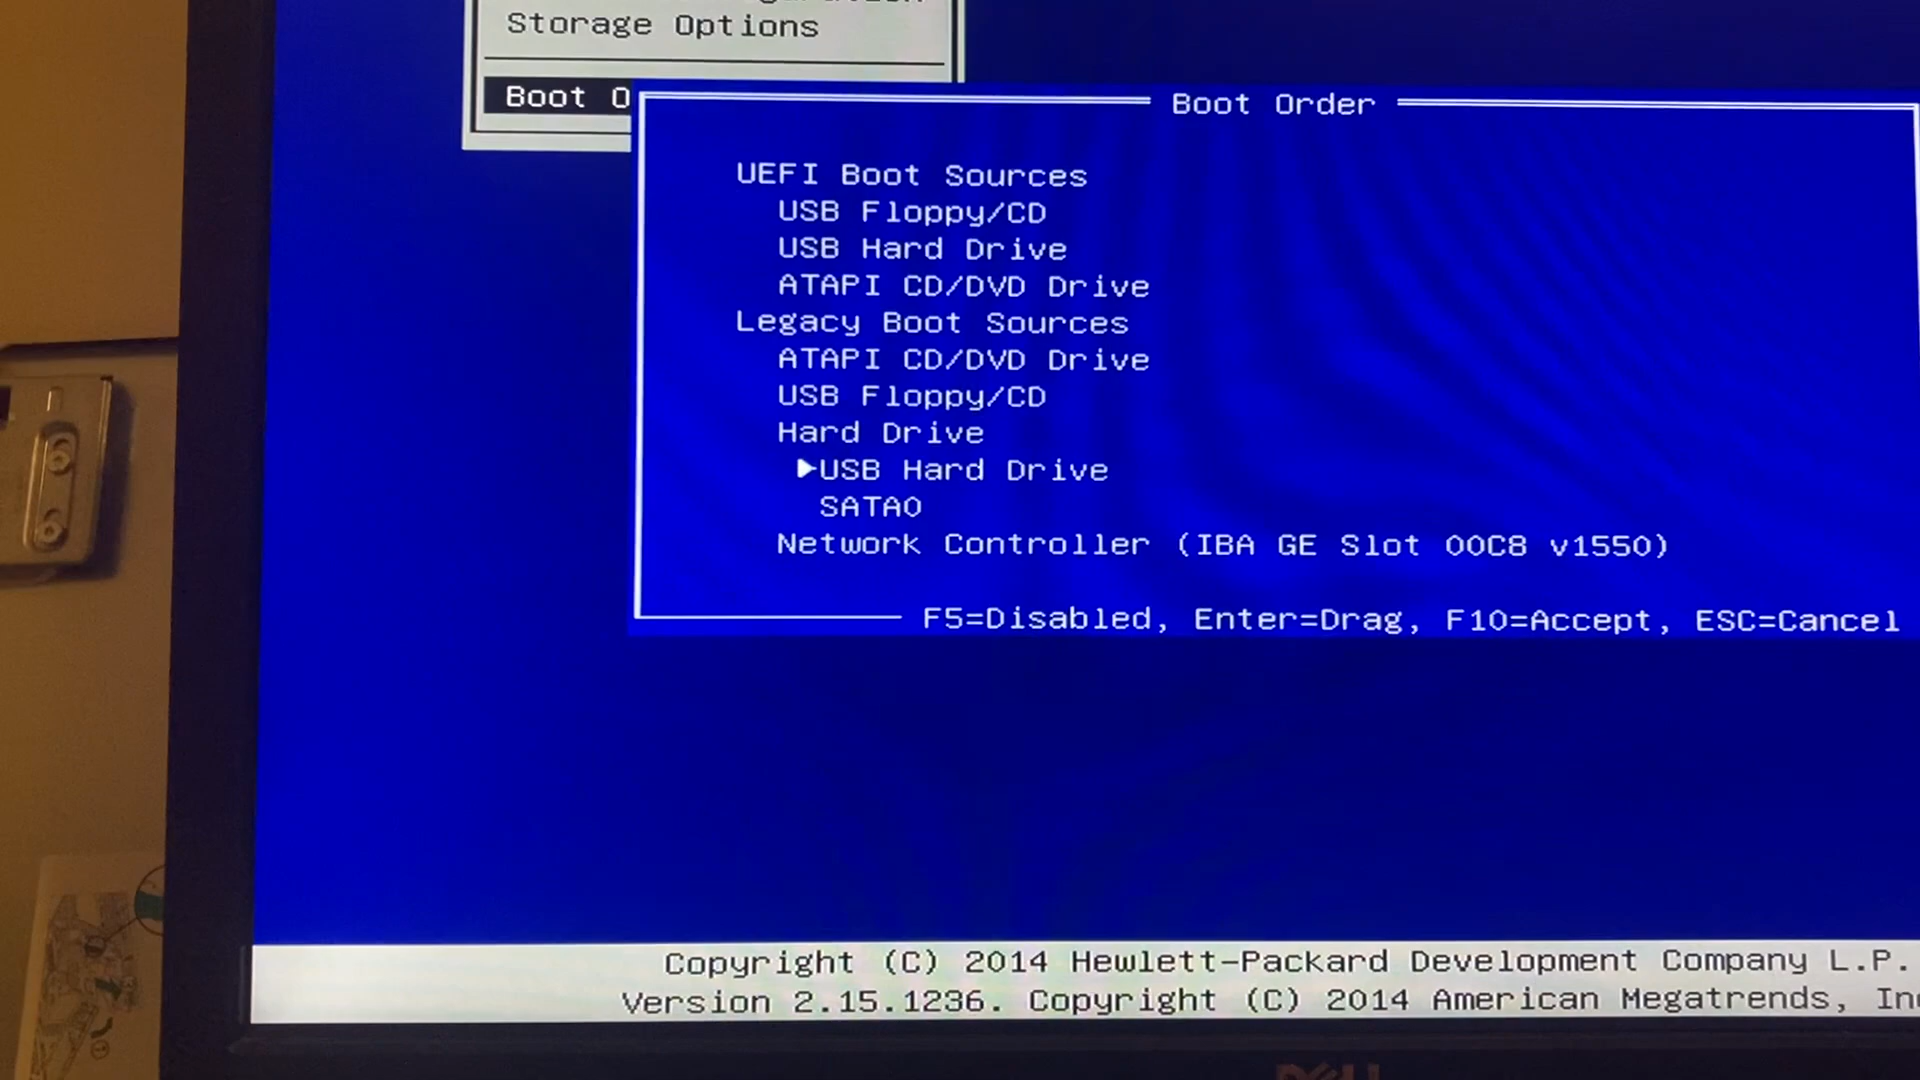 Storage Options
Boot O
Boot Order
UEFI Boot Sources
USB Floppy/CD
USB Hard Drive
ATAPI CD/DVD Drive
Legacy Boot Sources
ATAPI CD/DVD Drive
USB Floppy/CD
Hard Drive
►USB Hard Drive
SATA0
Network Controller (IBA GE Slot 00C8 v1550)
F5=Disabled, Enter=Drag, F10=Accept, ESC=Cancel
Copyright (C) 2014 Hewlett-Packard Development Company L.P.
Version 2.15.1236. Copyright (C) 2014 American Megatrends, In
DELL